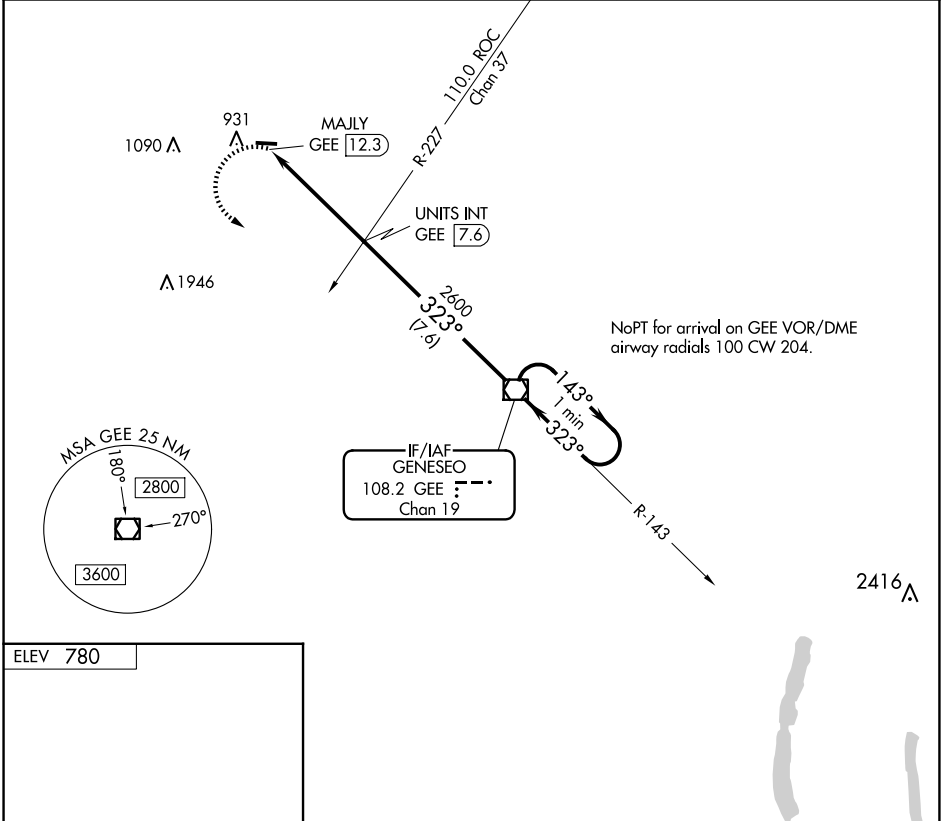 110.0 ROC
Chan 37
R-227
931
1090
MAJLY
GEE 12.3
UNITS INT
GEE 7.6
1946
2600
323°
(7.6)
NoPT for arrival on GEE VOR/DME
airway radials 100 CW 204.
143°
1 min
323°
IF/IAF
GENESEO
108.2 GEE
Chan 19
R-143
MSA GEE 25 NM
180°
2800
270°
3600
2416
ELEV 780